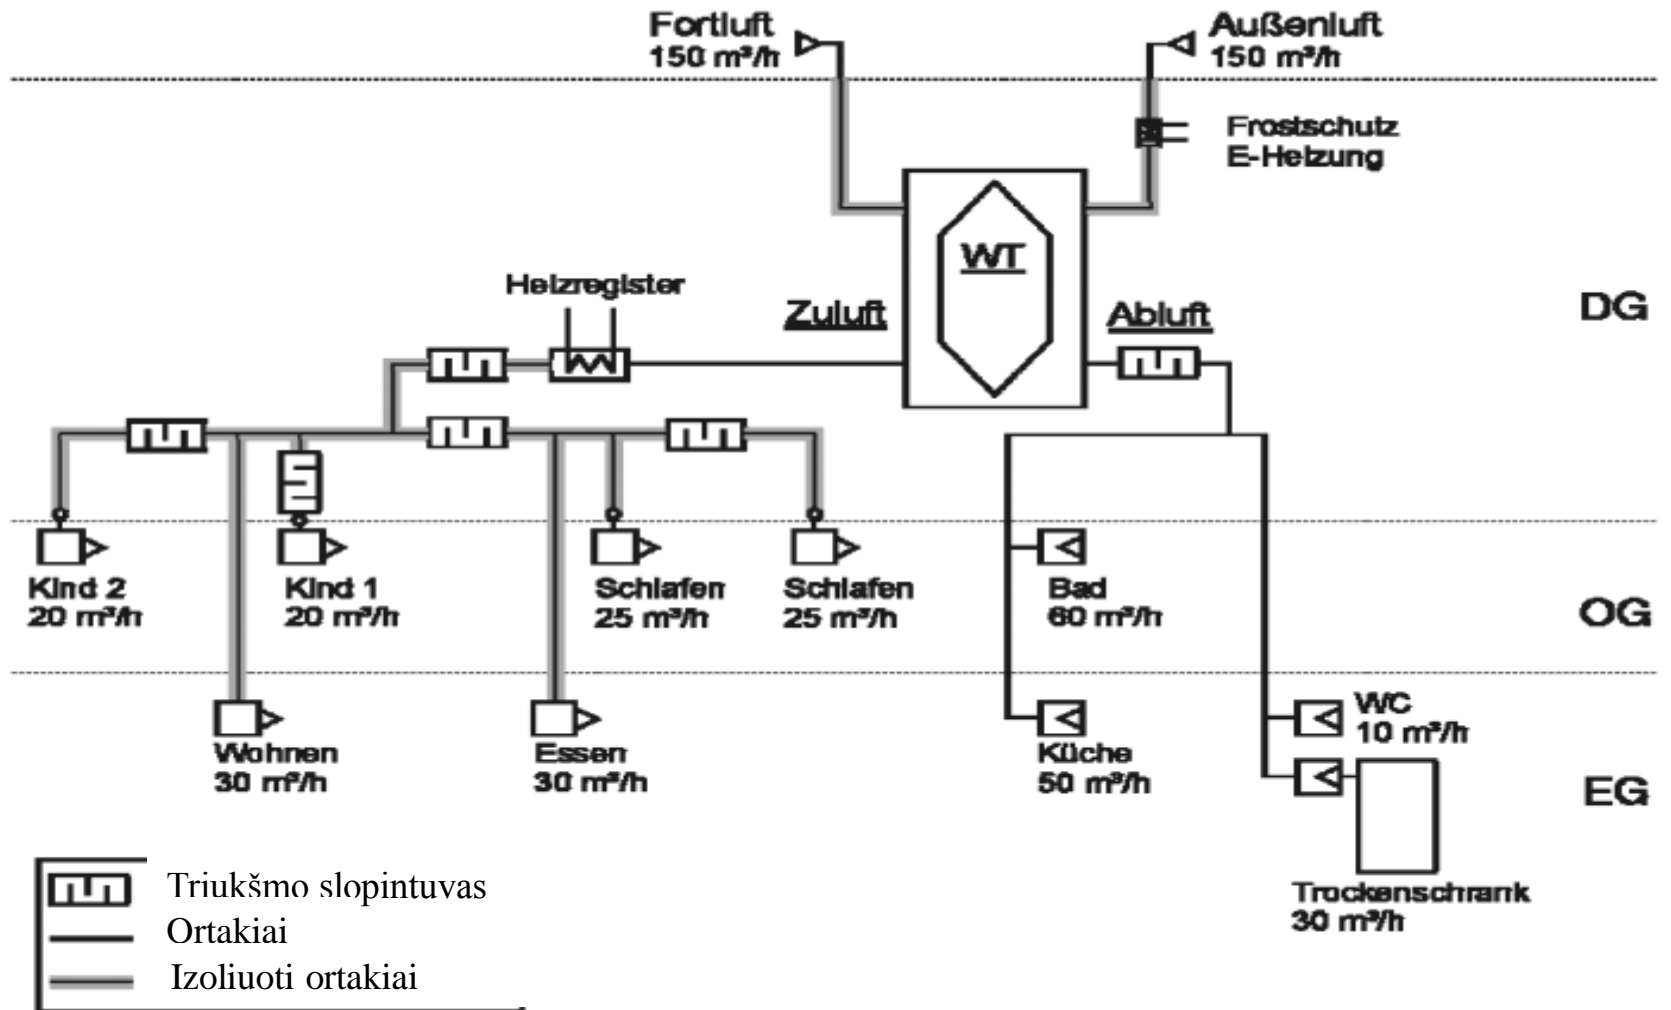 Fortluft
150 m³/h
Außenluft
150 m³/h
Frostschutz
E-Heizung
WT
Heizregister
Zuluft
Abluft
DG
Kind 2
20 m³/h
Kind 1
20 m³/h
Schlafen
25 m³/h
Schlafen
25 m³/h
Bad
60 m³/h
OG
Wohnen
30 m³/h
Essen
30 m³/h
Küche
50 m³/h
WC
10 m³/h
EG
Trockenschrank
30 m³/h
Triukšmo slopintuvas
Ortakiai
Izoliuoti ortakiai